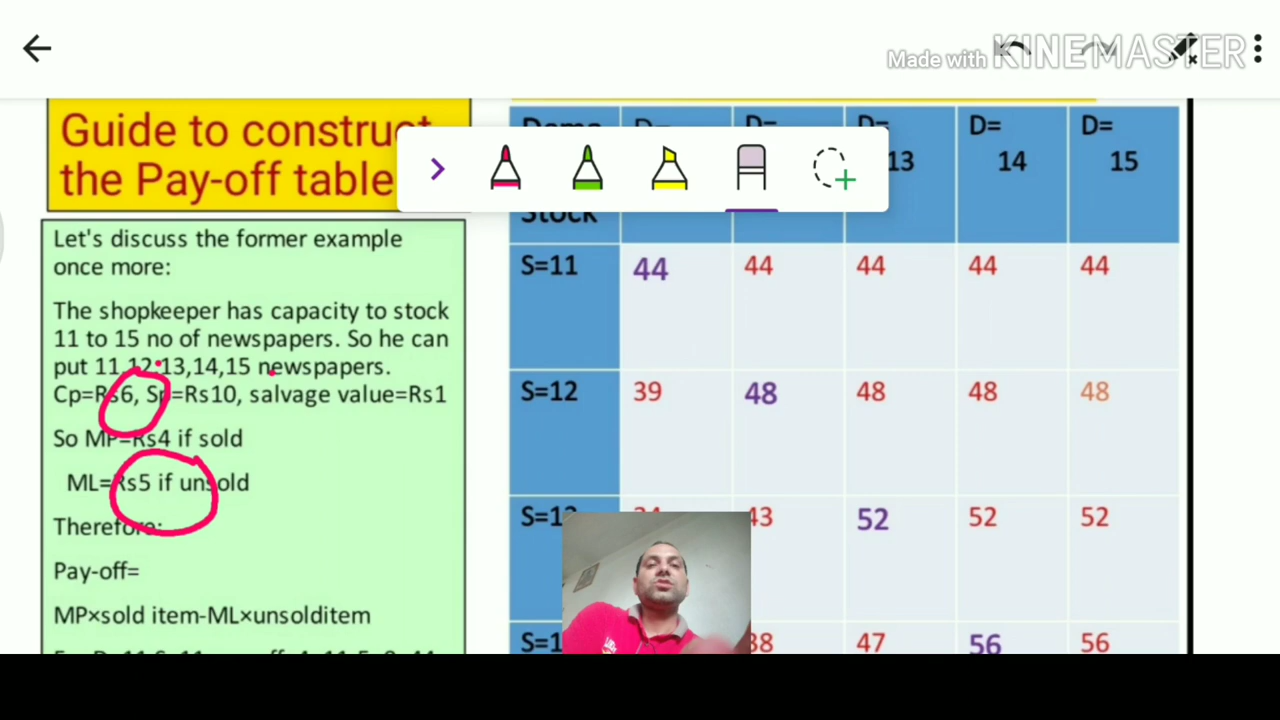 Made with KINEMASTER
Guide to construct
the Pay-off table
Let's discuss the former example
once more:
The shopkeeper has capacity to stock
11 to 15 no of newspapers. So he can
put 11,12,13,14,15 newspapers.
Cp=Rs6, Sp=Rs10, salvage value=Rs1
So MP=Rs4 if sold
ML=Rs5 if unsold
Therefore:
Pay-off=
MP×sold item-ML×unsolditem
D= D= D= D=
13 14 15
Stock
S=11 44 44 44 44 44
S=12 39 48 48 48 48
43 52 52 52
47 56 56